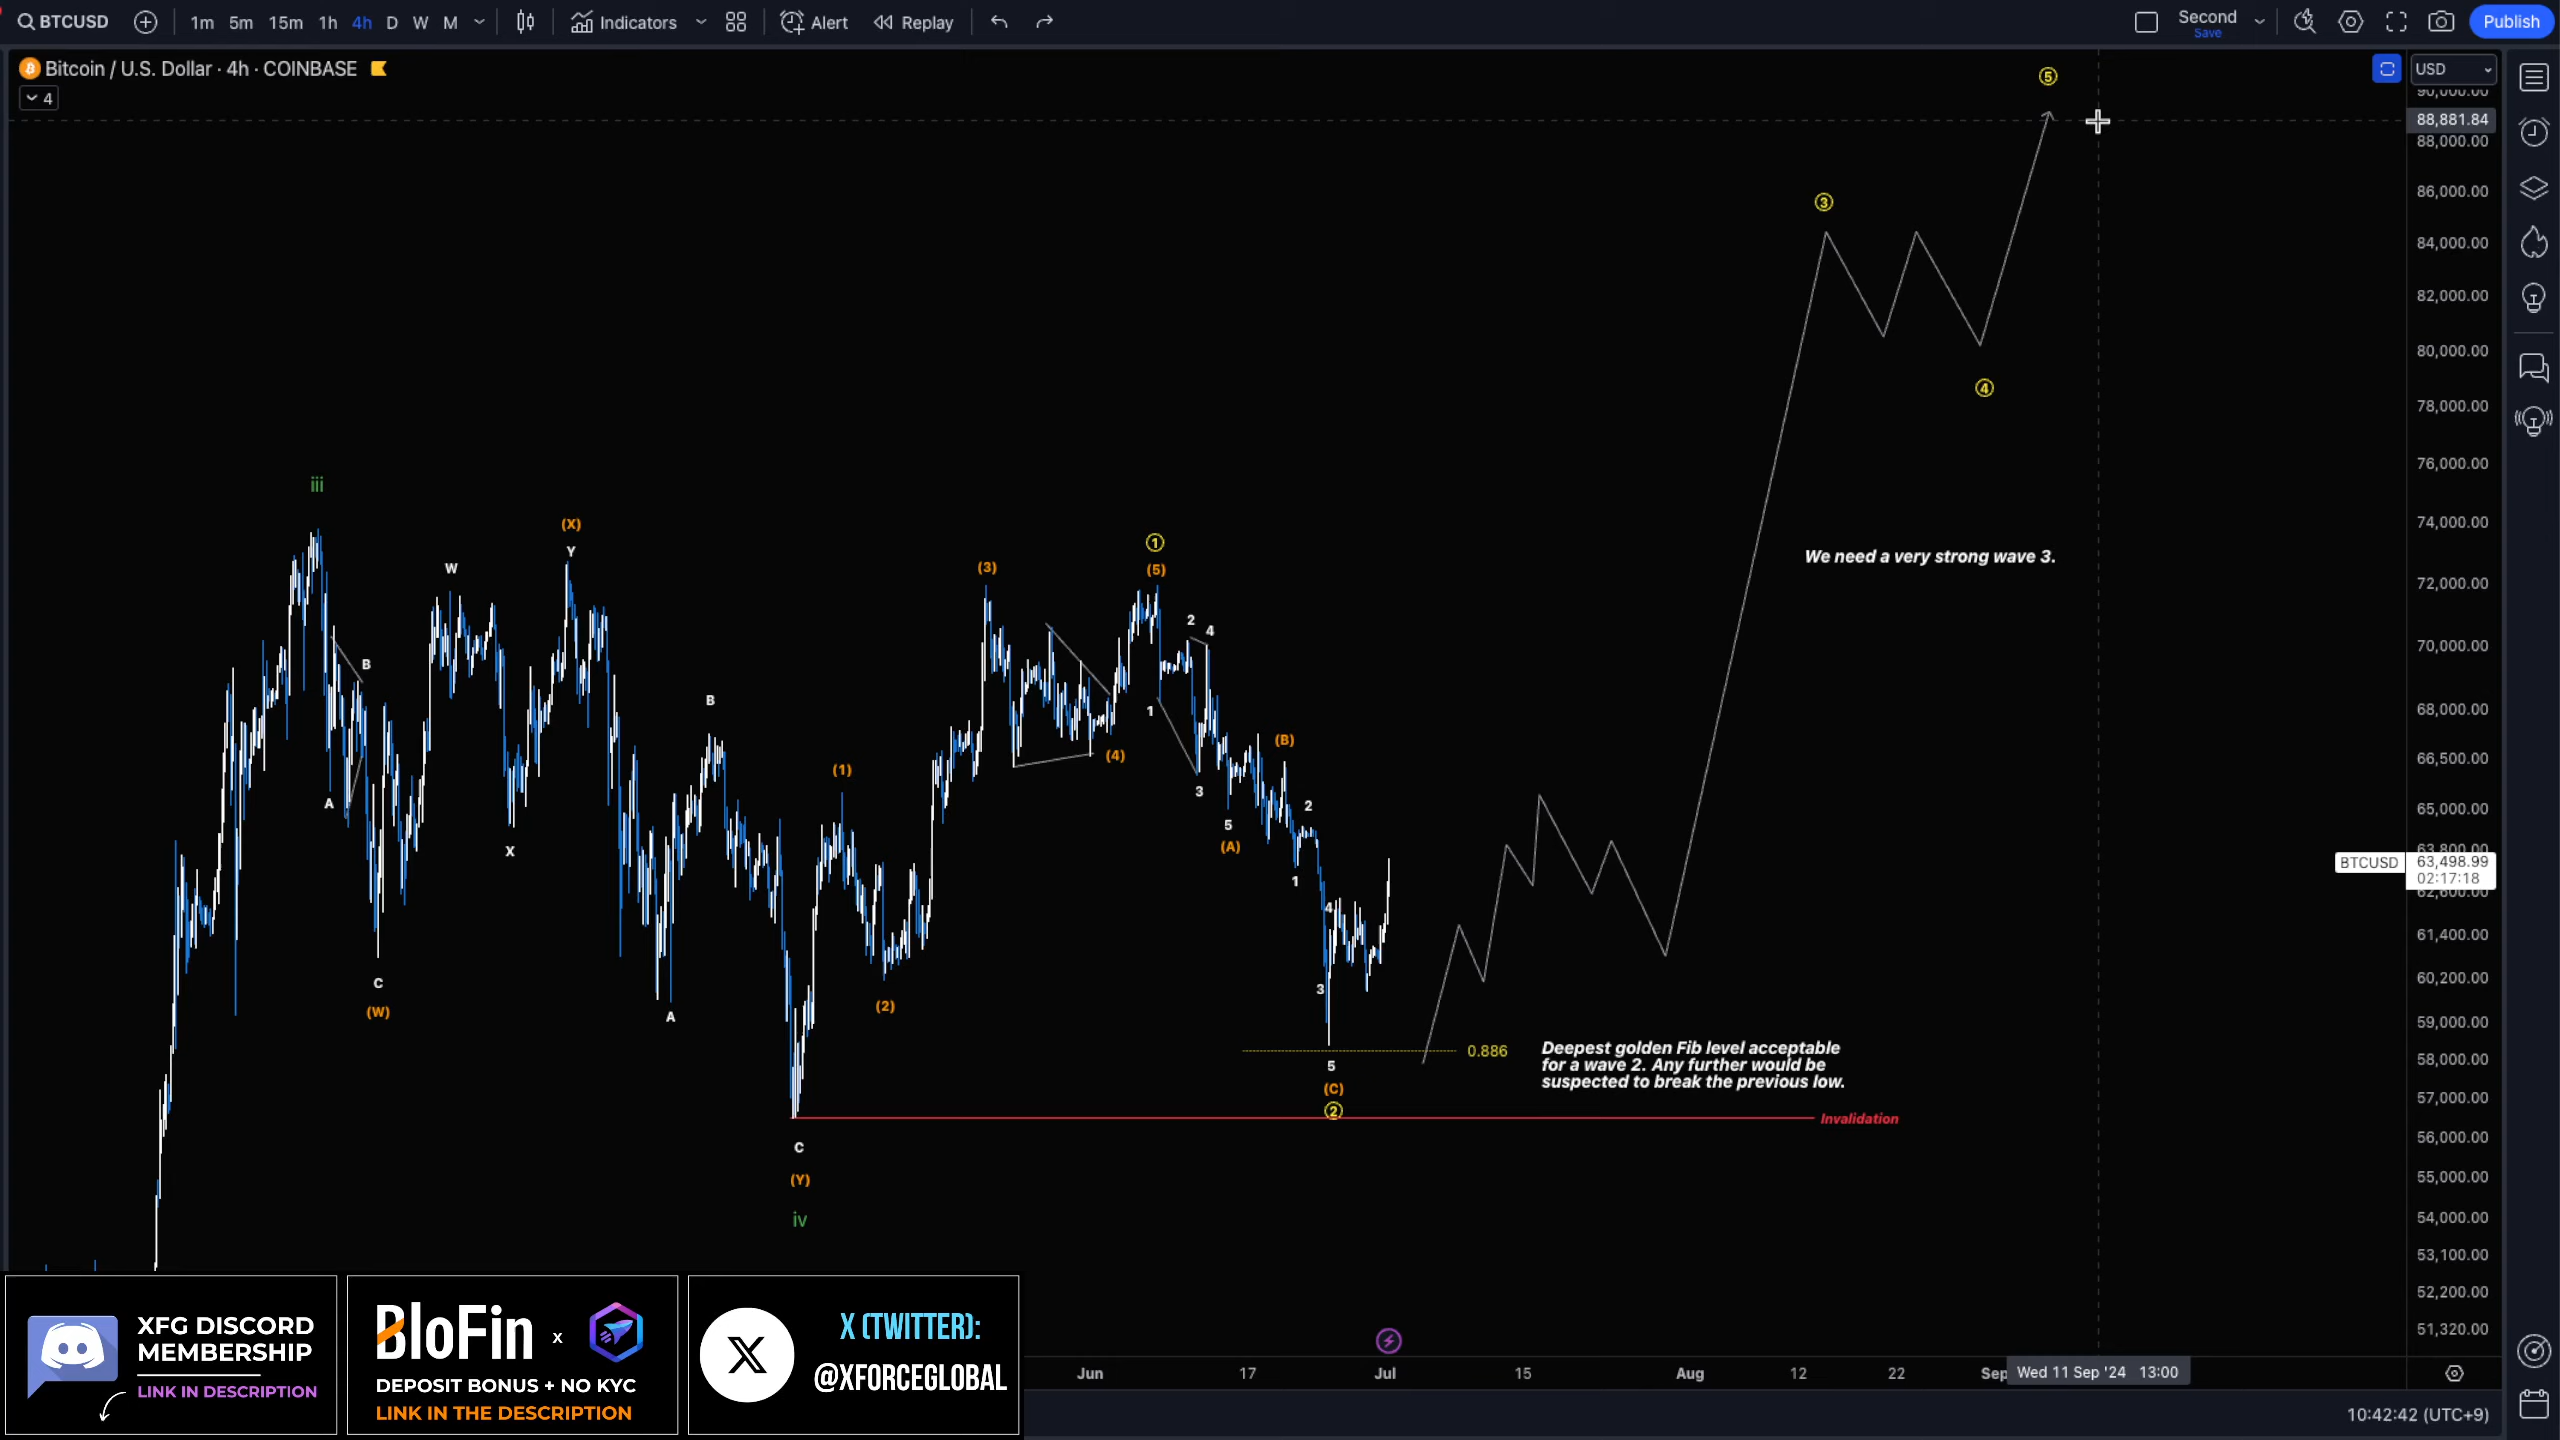 BTCUSD
1m 5m 15m 1h 4h D W M
Indicators
Alert
Replay
Second
Save
Publish
Bitcoin / U.S. Dollar · 4h · COINBASE
4
USD
90,000.00
88,881.84
88,000.00
86,000.00
84,000.00
82,000.00
80,000.00
78,000.00
76,000.00
74,000.00
72,000.00
70,000.00
68,000.00
66,500.00
65,000.00
63,800.00
BTCUSD 63,498.99
02:17:18
62,600.00
61,400.00
60,200.00
59,000.00
58,000.00
57,000.00
56,000.00
55,000.00
54,000.00
53,100.00
52,200.00
51,320.00
5
3
4
We need a very strong wave 3.
iii
A
B
C
(W)
W
X
(X)
Y
A
B
C
(Y)
iv
(1)
(2)
(3)
(4)
1
(5)
1
2
3
4
5
(A)
(B)
1
2
3
4
5
(C)
2
0.886
Deepest golden Fib level acceptable
for a wave 2. Any further would be
suspected to break the previous low.
Invalidation
Jun 17 Jul 15 Aug 12 22 Sep
Wed 11 Sep '24 13:00
10:42:42 (UTC+9)
XFG DISCORD
MEMBERSHIP
LINK IN DESCRIPTION
BloFin x
DEPOSIT BONUS + NO KYC
LINK IN THE DESCRIPTION
X (TWITTER):
@XFORCEGLOBAL